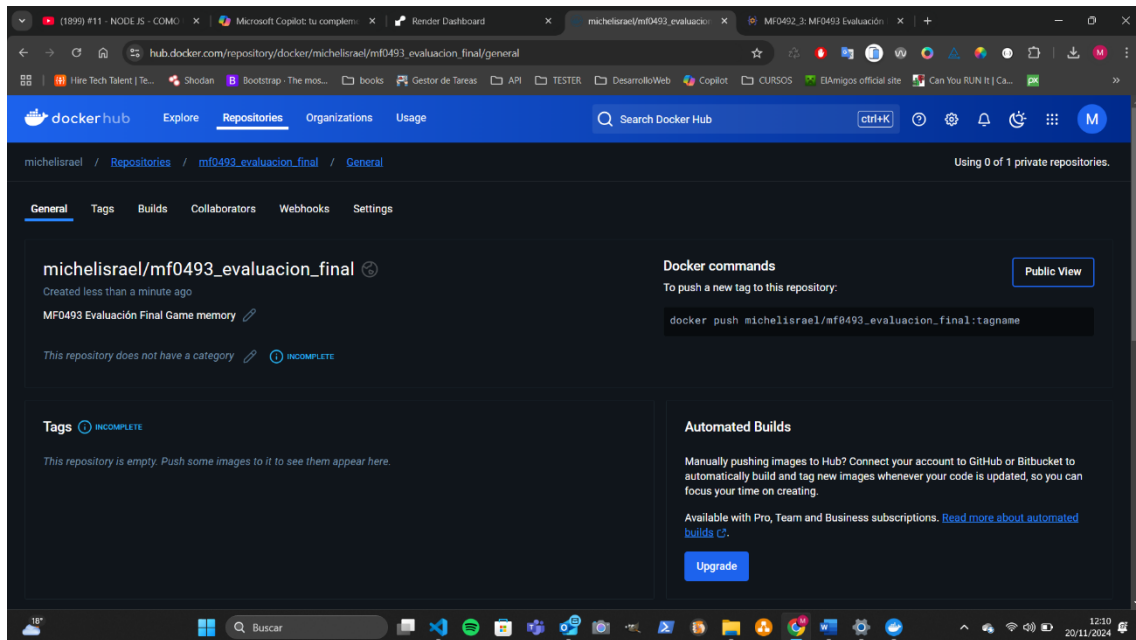 (1899) #11 - NODE JS - COMO
Microsoft Copilot: tu compleme
Render Dashboard
michelisrael/mf0493_evaluacion
MF0492_3: MF0493 Evaluación
hub.docker.com/repository/docker/michelisrael/mf0493_evaluacion_final/general
M
Hire Tech Talent | Te...
Shodan
Bootstrap · The mos...
books
Gestor de Tareas
API
TESTER
DesarrolloWeb
Copilot
CURSOS
ElAmigos official site
Can You RUN It | Ca...
»
dockerhub
Explore
Repositories
Organizations
Usage
Search Docker Hub
ctrl+K
M
michelisrael / Repositories / mf0493_evaluacion_final / General
Using 0 of 1 private repositories.
General
Tags
Builds
Collaborators
Webhooks
Settings
michelisrael/mf0493_evaluacion_final
Created less than a minute ago
MF0493 Evaluación Final Game memory
This repository does not have a category
INCOMPLETE
Docker commands
Public View
To push a new tag to this repository:
docker push michelisrael/mf0493_evaluacion_final:tagname
Tags
INCOMPLETE
This repository is empty. Push some images to it to see them appear here.
Automated Builds
Manually pushing images to Hub? Connect your account to GitHub or Bitbucket to
automatically build and tag new images whenever your code is updated, so you can
focus your time on creating.
Available with Pro, Team and Business subscriptions. Read more about automated
builds.
Upgrade
16°
Buscar
12:10
20/11/2024